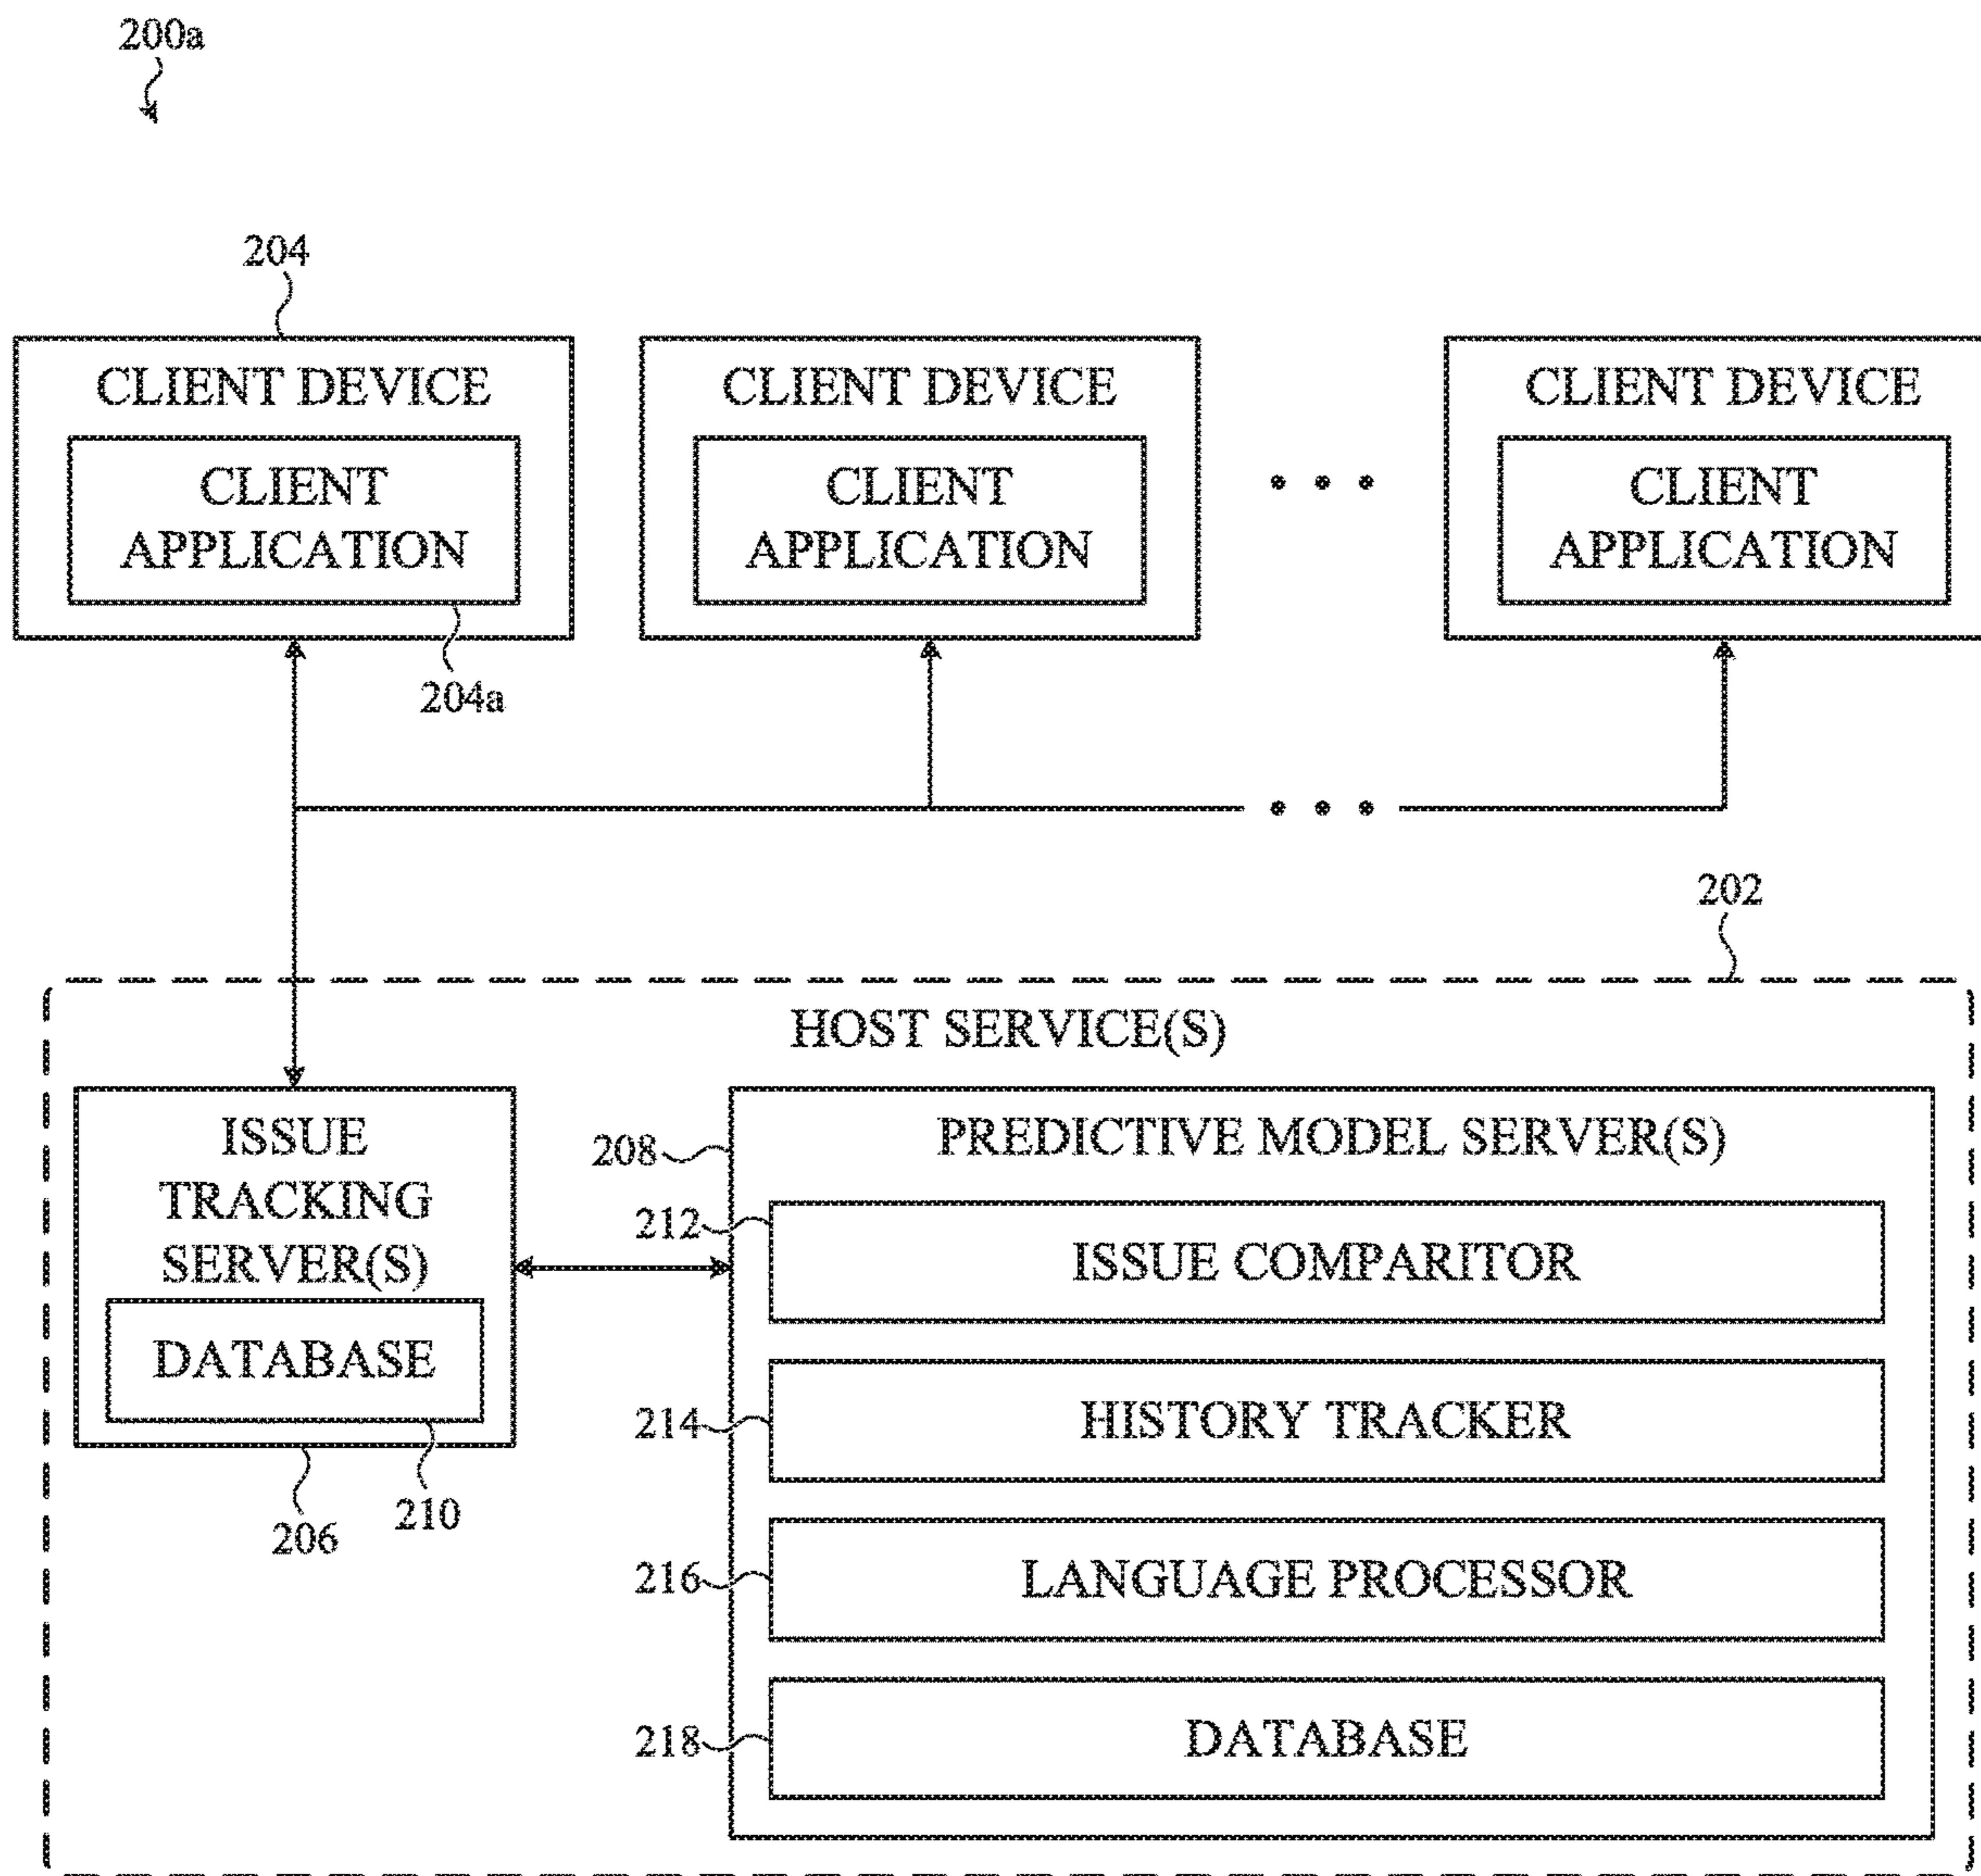 200a
204
CLIENT DEVICE
CLIENT
APPLICATION
204a
CLIENT DEVICE
CLIENT
APPLICATION
CLIENT DEVICE
CLIENT
APPLICATION
202
HOST SERVICE(S)
ISSUE
TRACKING
SERVER(S)
DATABASE
206
210
208
PREDICTIVE MODEL SERVER(S)
212
ISSUE COMPARITOR
214
HISTORY TRACKER
216
LANGUAGE PROCESSOR
218
DATABASE